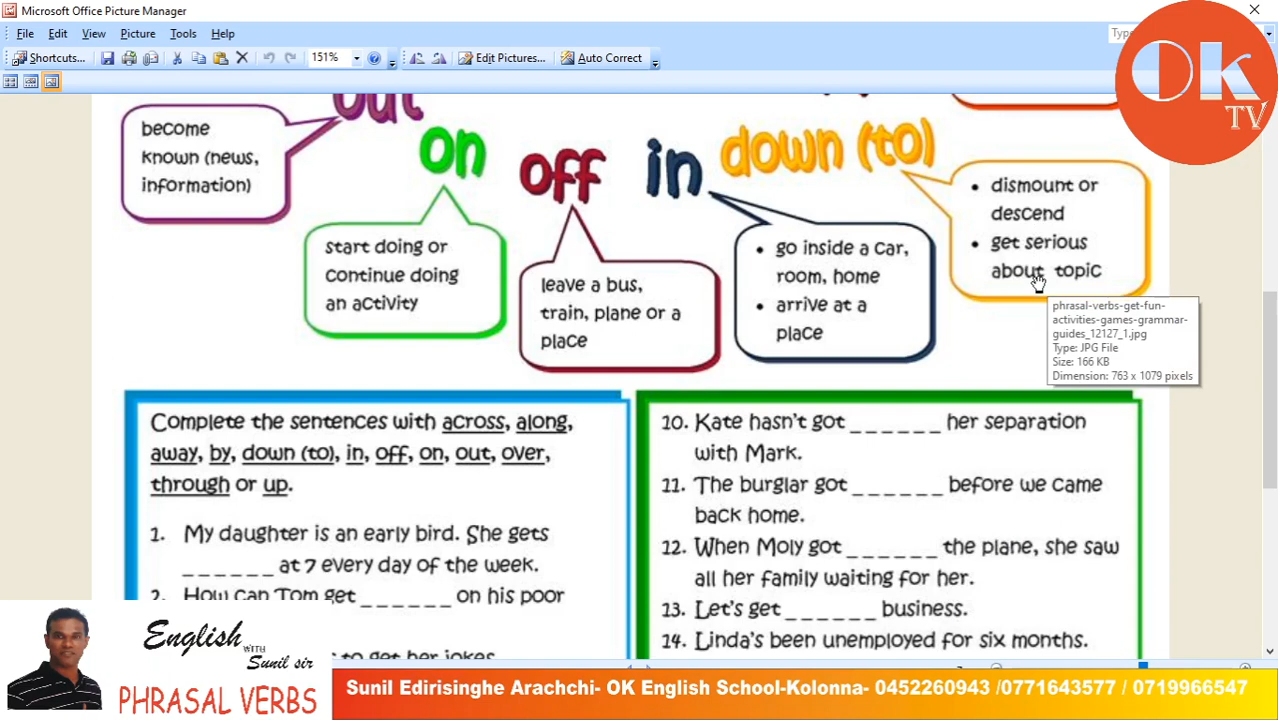 Microsoft Office Picture Manager
File Edit View Picture Tools Help
Shortcuts... 151% Edit Pictures... Auto Correct
OK
TV
out
on
off
in
down (to)
become
known (news,
information)
start doing or
continue doing
an activity
leave a bus,
train, plane or a
place
• go inside a car,
room, home
• arrive at a
place
• dismount or
descend
• get serious
about topic
phrasal-verbs-get-fun-
activities-games-grammar-
guides_12127_1.jpg
Type: JPG File
Size: 166 KB
Dimension: 763 x 1079 pixels
Complete the sentences with across, along,
away, by, down (to), in, off, on, out, over,
through or up.
1. My daughter is an early bird. She gets
_ _ _ _ _ _ at 7 every day of the week.
2. How can Tom get _ _ _ _ _ _ on his poor
to get her jokes
10. Kate hasn't got _ _ _ _ _ _ her separation
with Mark.
11. The burglar got _ _ _ _ _ _ before we came
back home.
12. When Moly got _ _ _ _ _ _ the plane, she saw
all her family waiting for her.
13. Let's get _ _ _ _ _ _ business.
14. Linda's been unemployed for six months.
English
WITH
Sunil sir
PHRASAL VERBS
Sunil Edirisinghe Arachchi- OK English School-Kolonna- 0452260943 /0771643577 / 0719966547